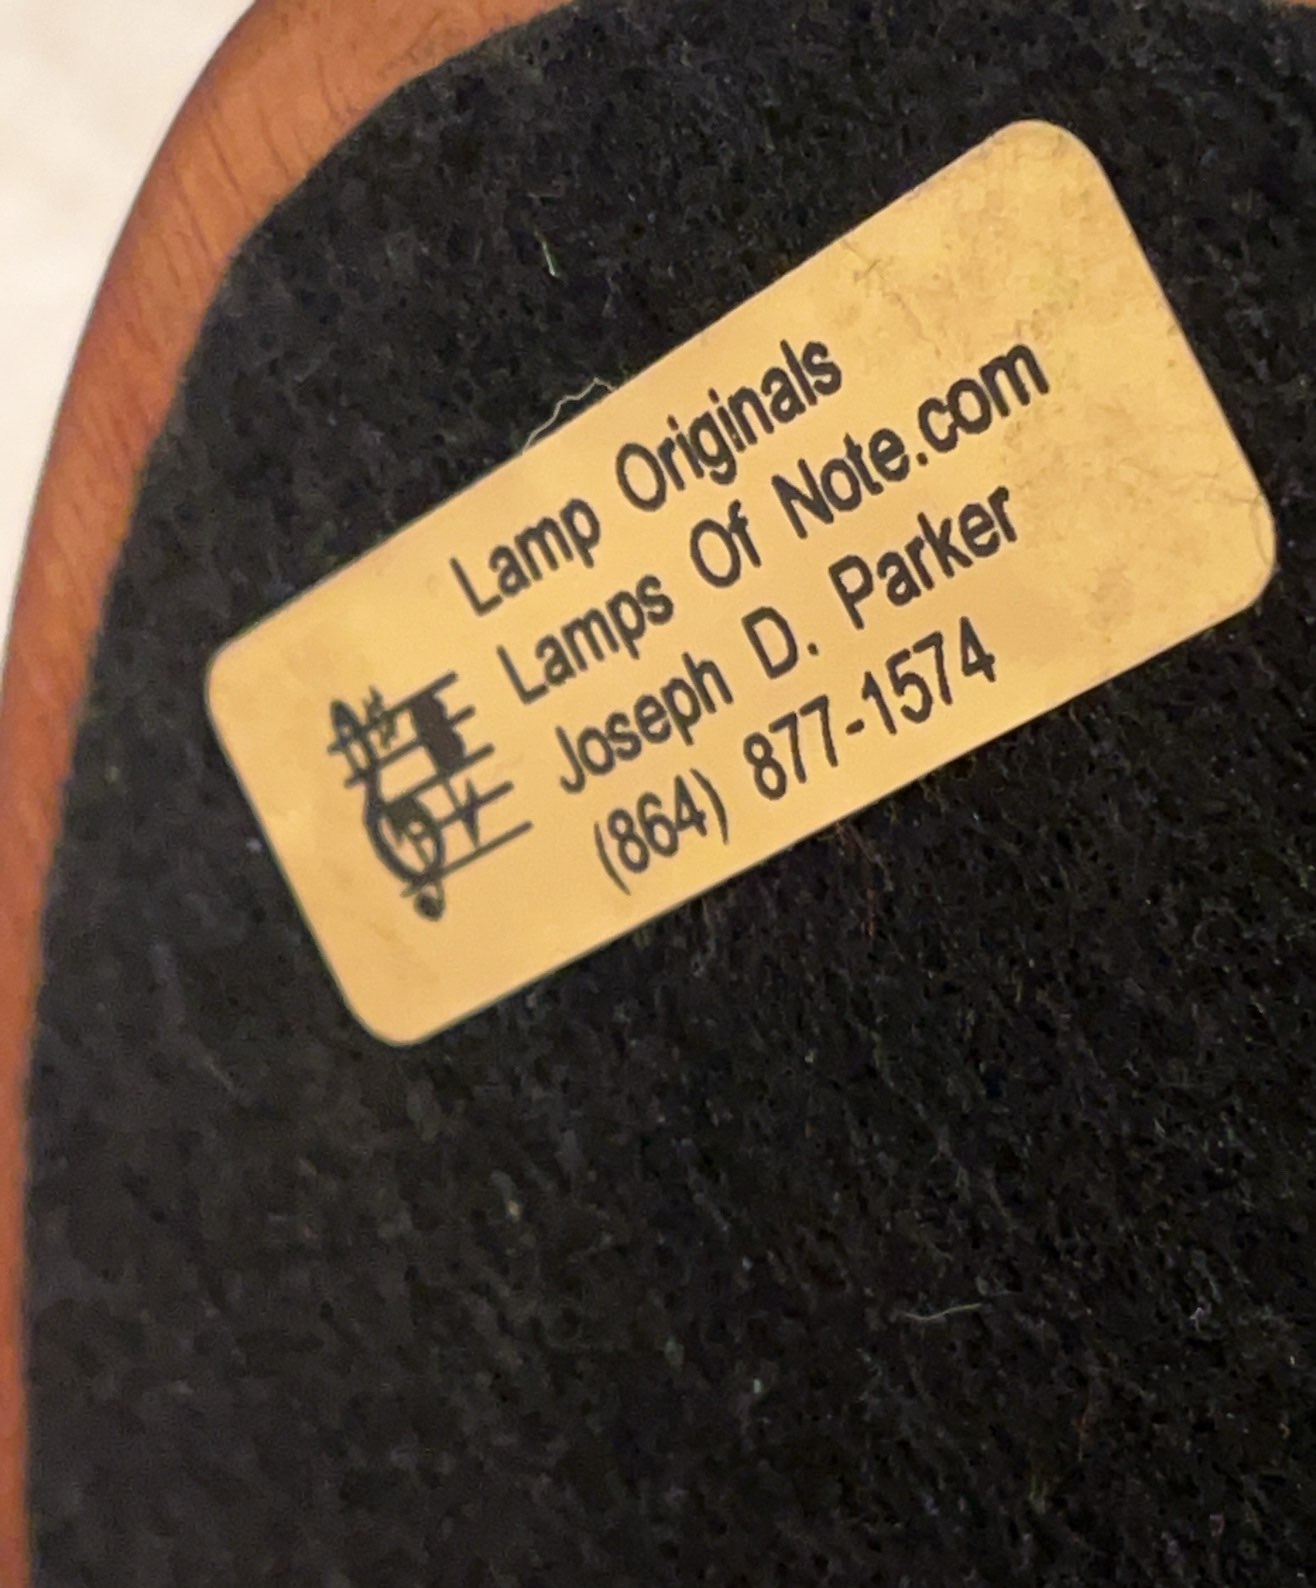 Lamp Originals
Lamps Of Note.com
Joseph D. Parker
(864) 877-1574